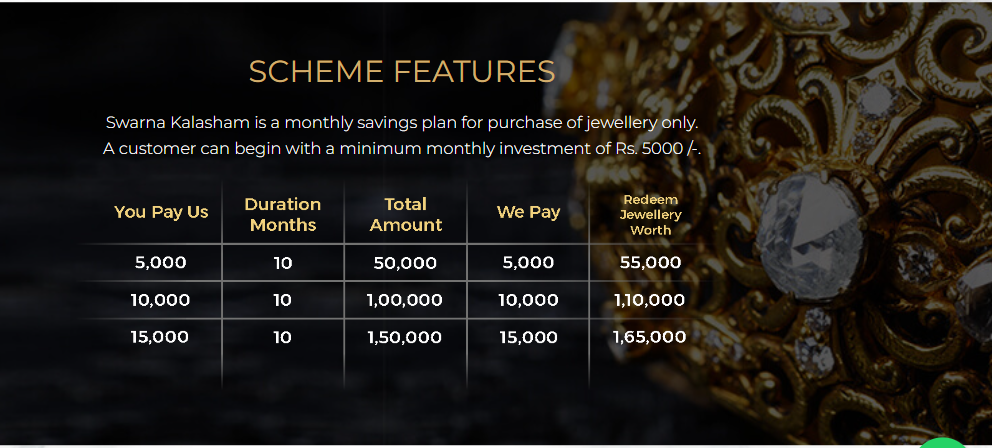 SCHEME FEATURES
Swarna Kalasham is a monthly savings plan for purchase of jewellery only.
A customer can begin with a minimum monthly investment of Rs. 5000 /-.
You Pay Us Duration Months Total Amount We Pay Redeem Jewellery Worth
5,000 10 50,000 5,000 55,000
10,000 10 1,00,000 10,000 1,10,000
15,000 10 1,50,000 15,000 1,65,000